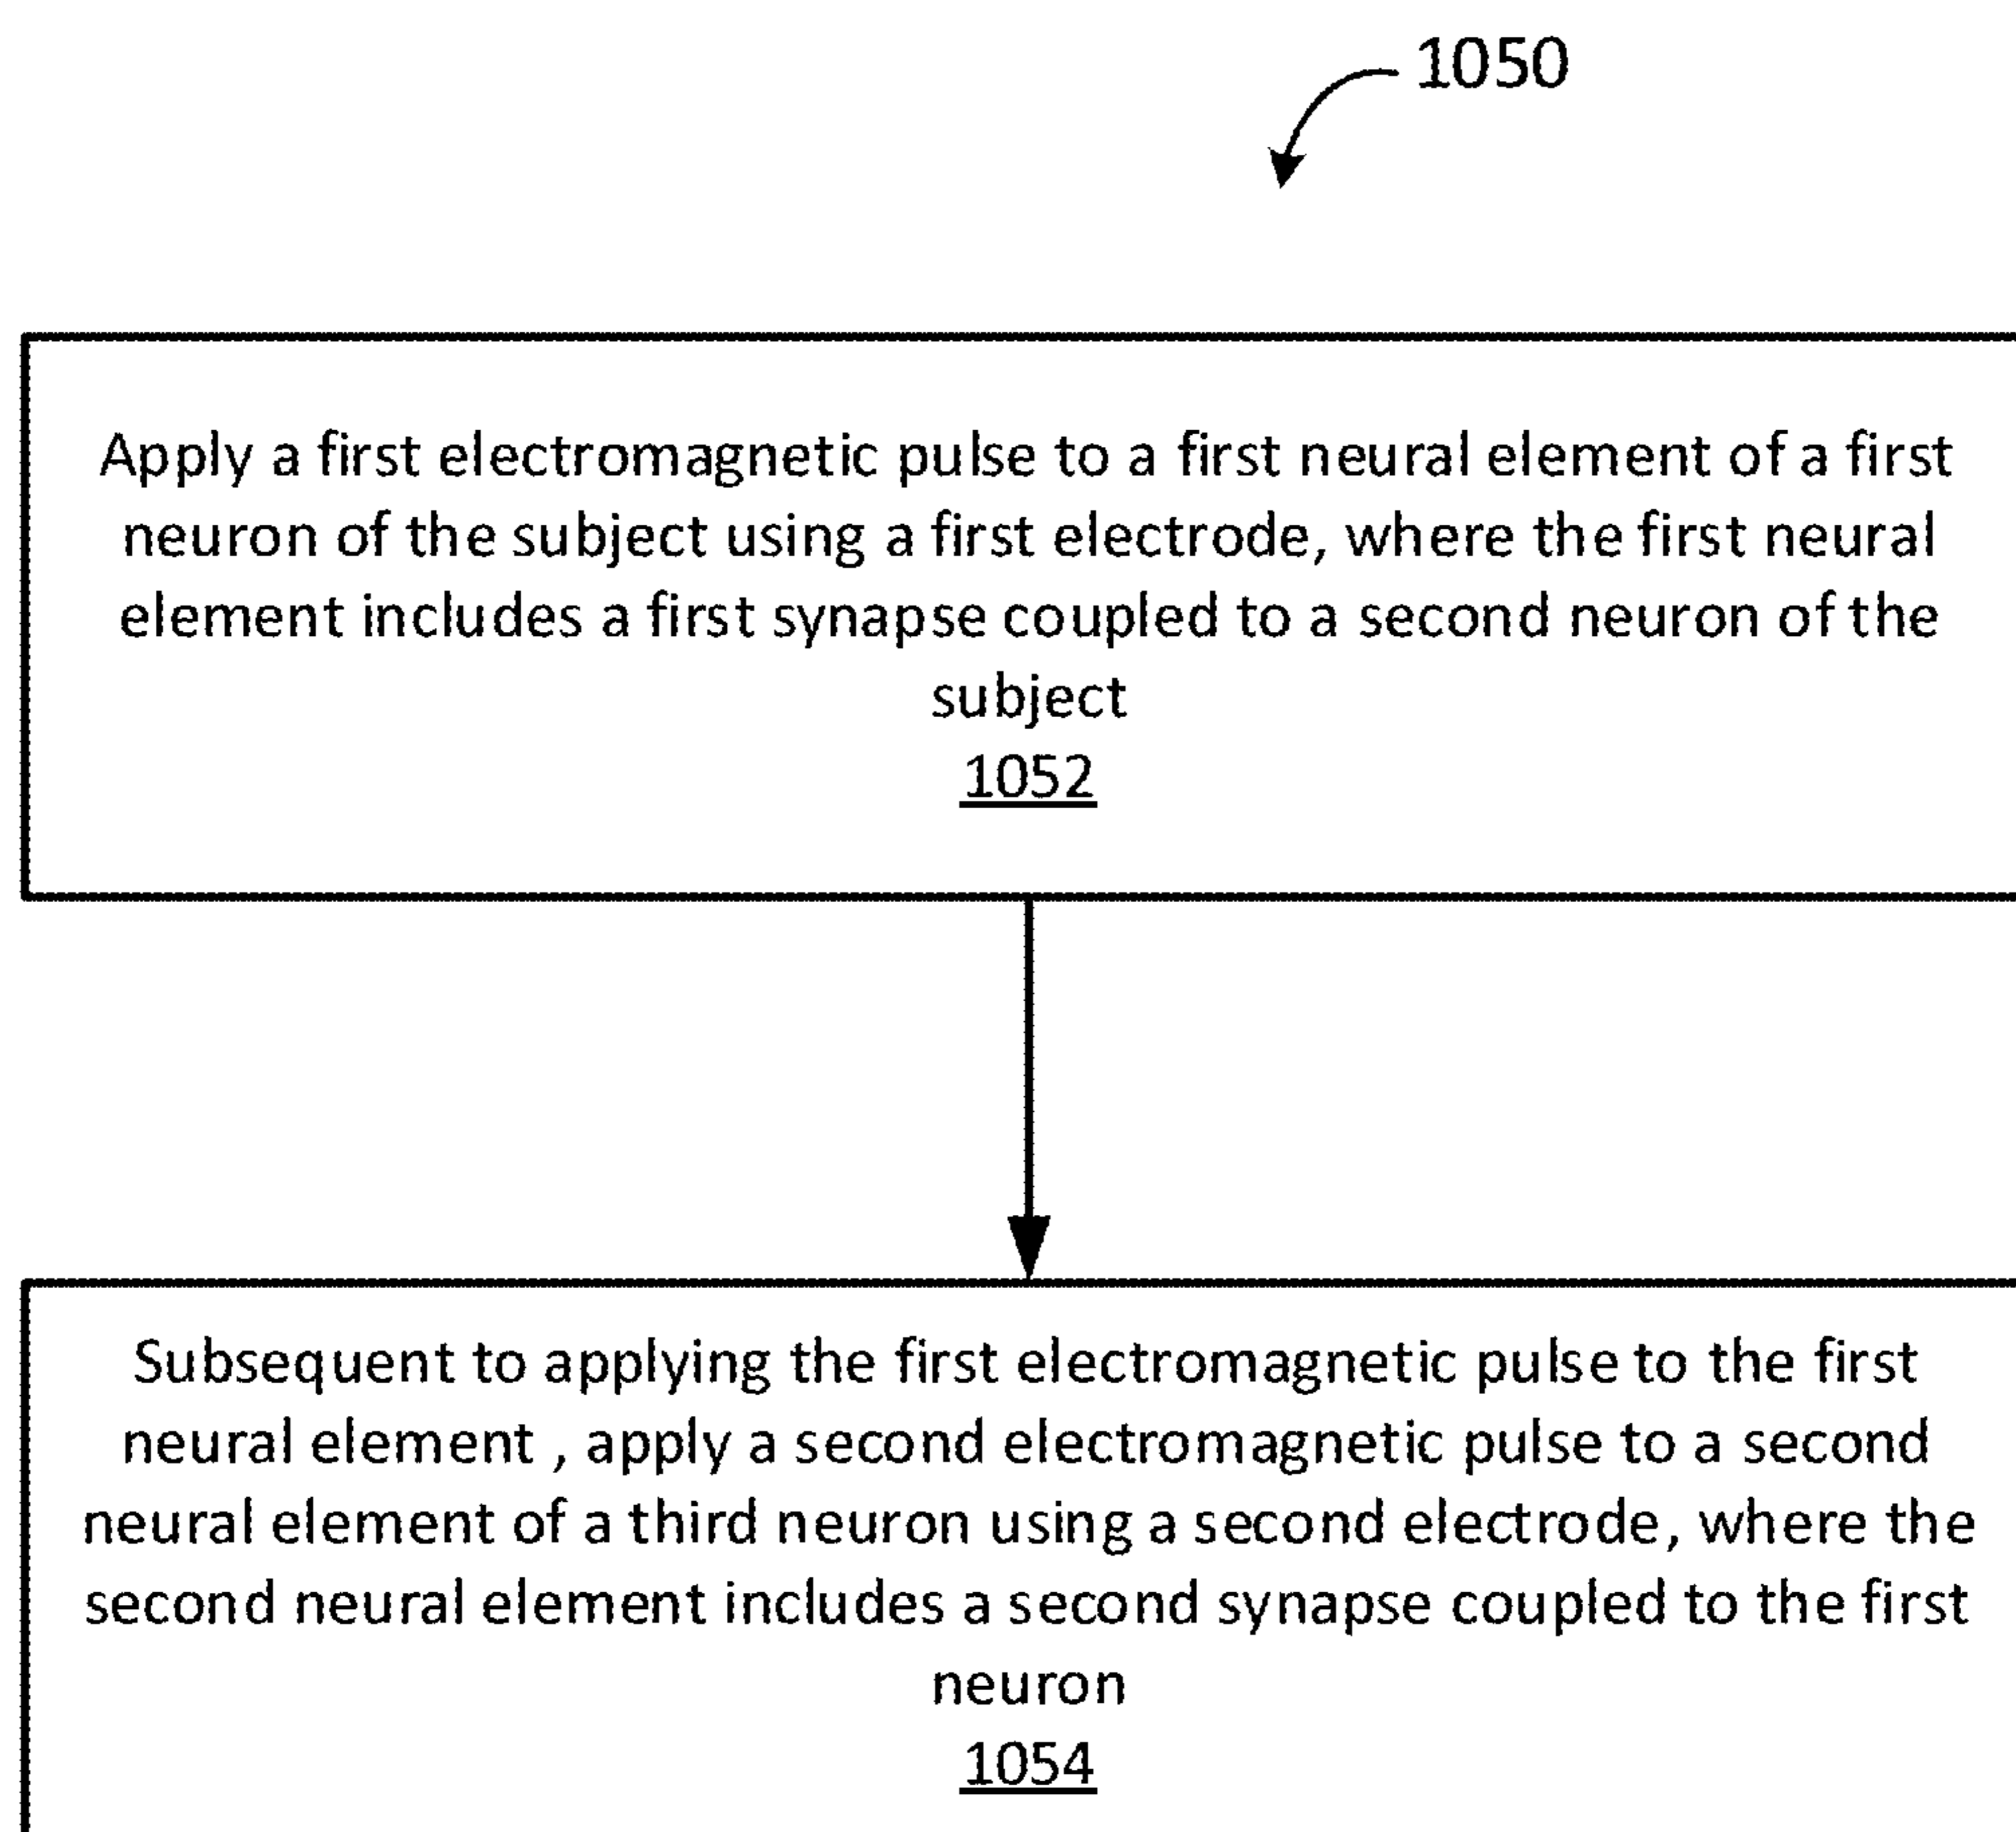 1050
Apply a first electromagnetic pulse to a first neural element of a first
neuron of the subject using a first electrode, where the first neural
element includes a first synapse coupled to a second neuron of the
subject
1052
Subsequent to applying the first electromagnetic pulse to the first
neural element , apply a second electromagnetic pulse to a second
neural element of a third neuron using a second electrode, where the
second neural element includes a second synapse coupled to the first
neuron
1054